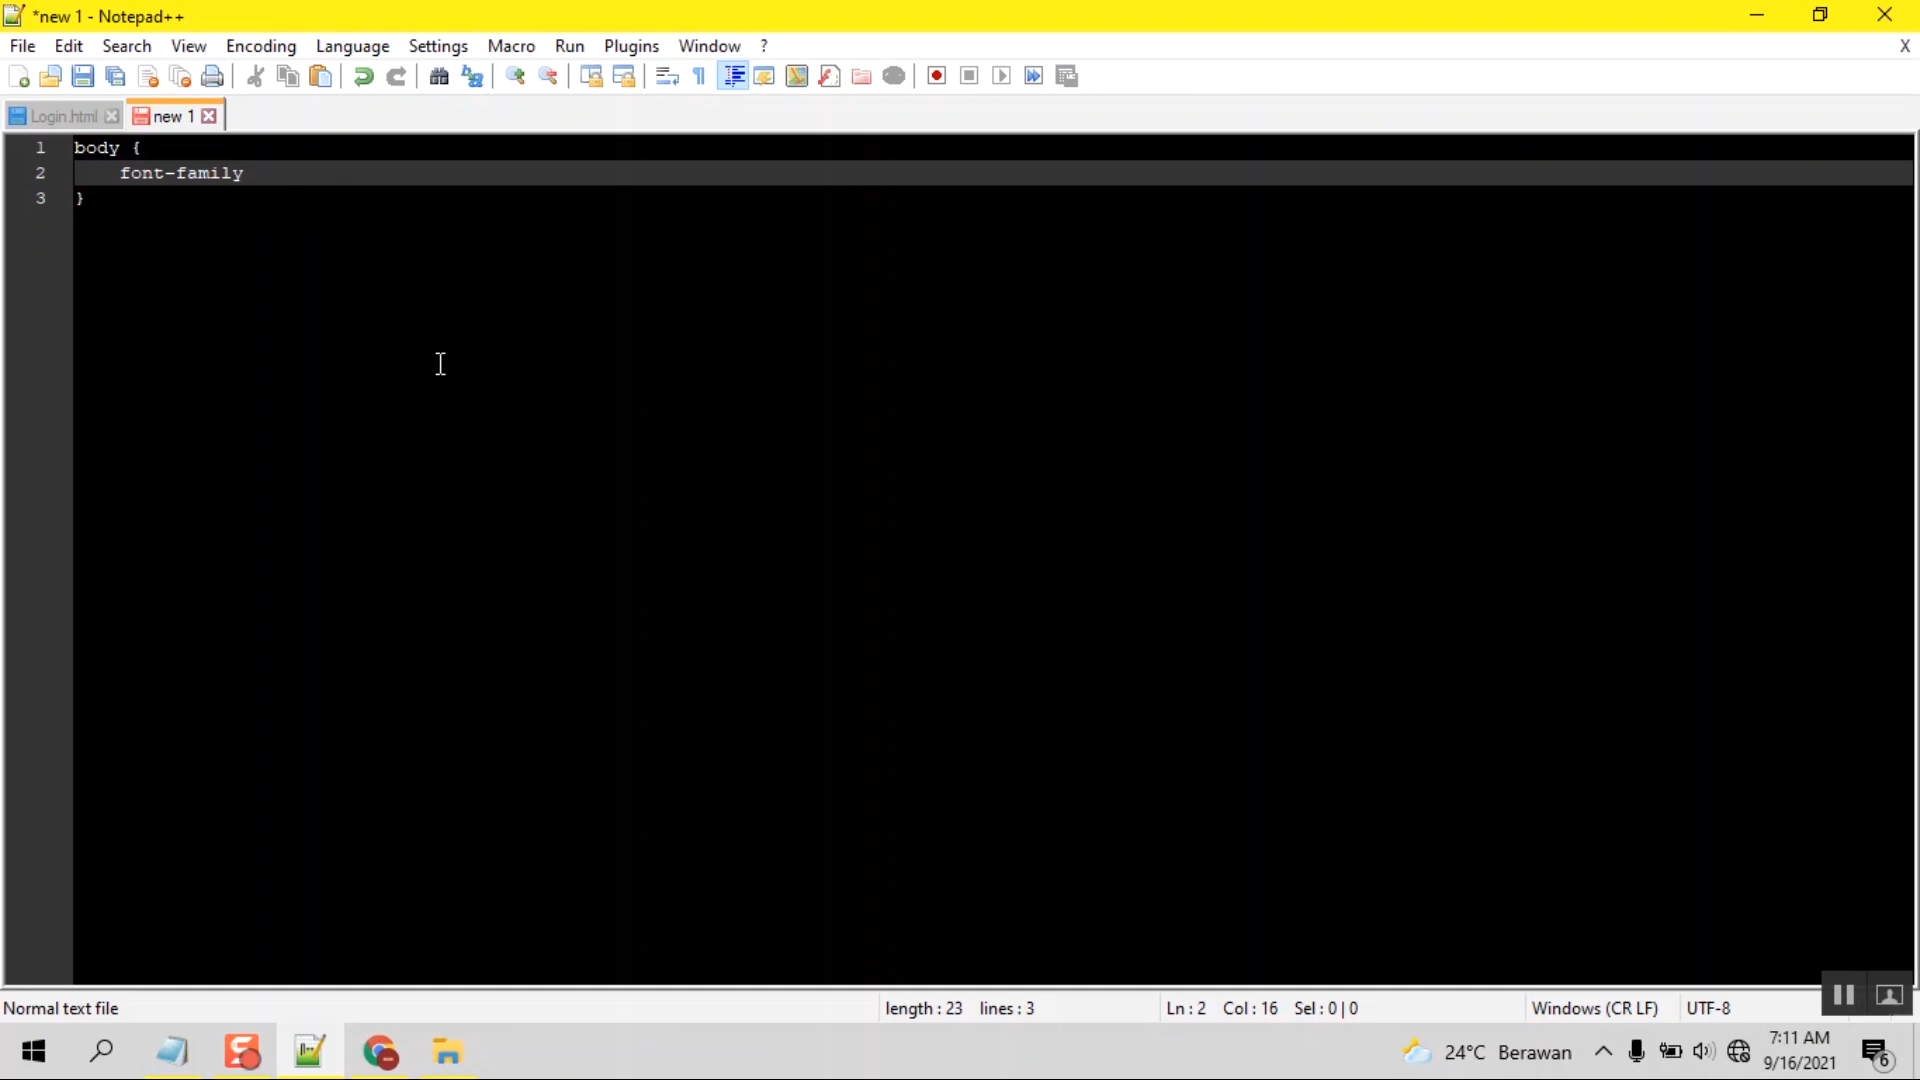 *new 1 - Notepad++
File Edit Search View Encoding Language Settings Macro Run Plugins Window ? X
Login.html new 1
1 body {
2 font-family
3 }
Normal text file length : 23 lines : 3 Ln : 2 Col : 16 Sel : 0 | 0 Windows (CR LF) UTF-8
24°C Berawan 7:11 AM
9/16/2021 6